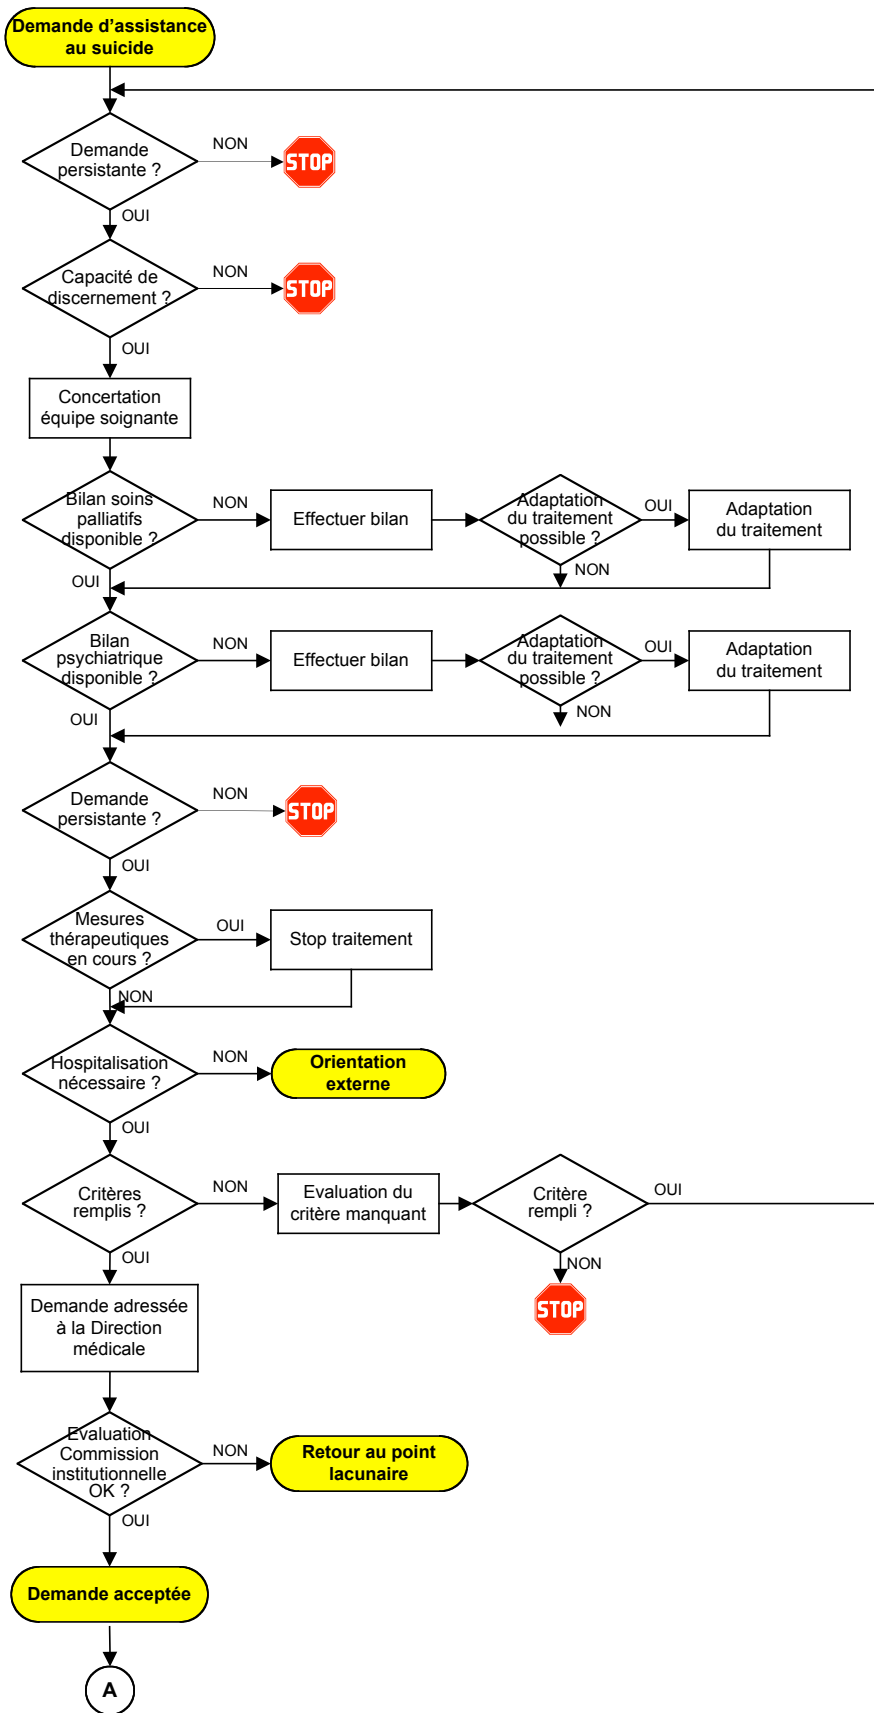 Demande d'assistance
au suicide
Demande
persistante ?
NON
STOP
OUI
Capacité de
discernement ?
NON
STOP
OUI
Concertation
équipe soignante
Bilan soins
palliatifs
disponible ?
NON
Effectuer bilan
Adaptation
du traitement
possible ?
OUI
Adaptation
du traitement
NON
OUI
Bilan
psychiatrique
disponible ?
NON
Effectuer bilan
Adaptation
du traitement
possible ?
OUI
Adaptation
du traitement
NON
OUI
Demande
persistante ?
NON
STOP
OUI
Mesures
thérapeutiques
en cours ?
OUI
Stop traitement
NON
Hospitalisation
nécessaire ?
NON
Orientation
externe
OUI
Critères
remplis ?
NON
Evaluation du
critère manquant
Critère
rempli ?
OUI
NON
STOP
OUI
Demande adressée
à la Direction
médicale
Evaluation
Commission
institutionnelle
OK ?
NON
Retour au point
lacunaire
OUI
Demande acceptée
A